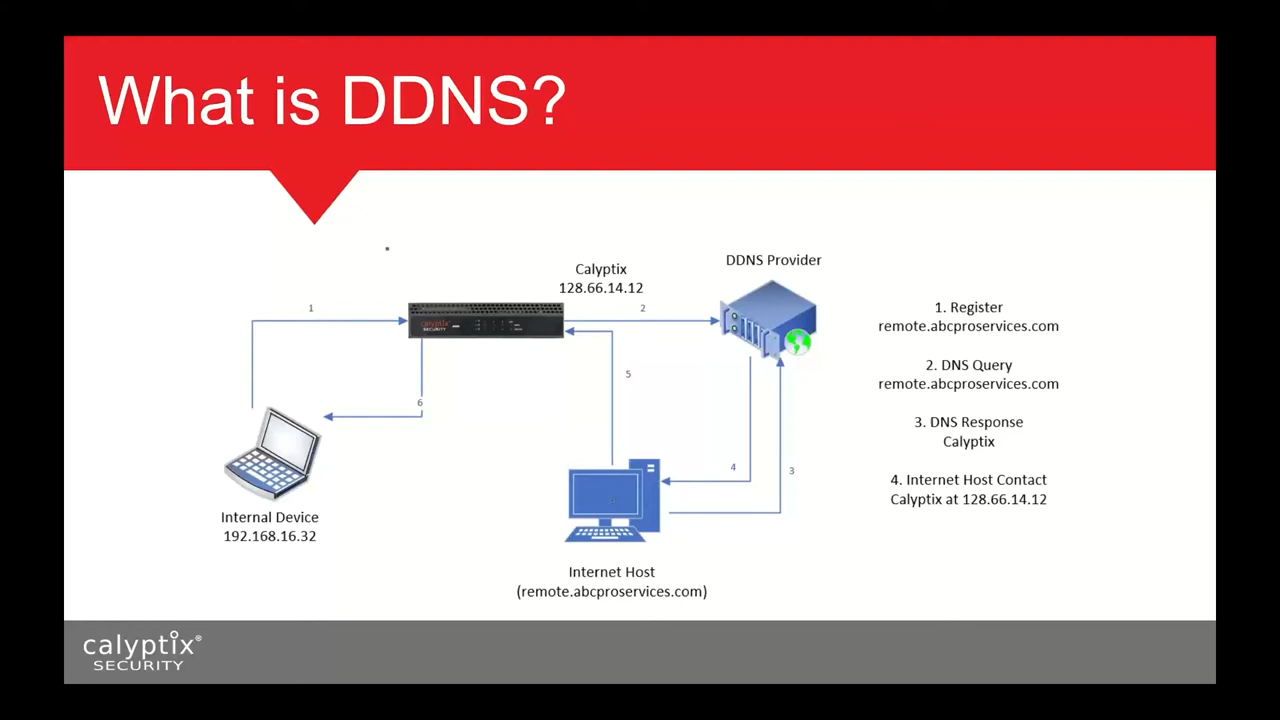 What is DDNS?
Calyptix
128.66.14.12
DDNS Provider
1
2
5
6
4
3
Internal Device
192.168.16.32
Internet Host
(remote.abcproservices.com)
1. Register
remote.abcproservices.com
2. DNS Query
remote.abcproservices.com
3. DNS Response
Calyptix
4. Internet Host Contact
Calyptix at 128.66.14.12
calyptix
SECURITY
calyptix®
SECURITY